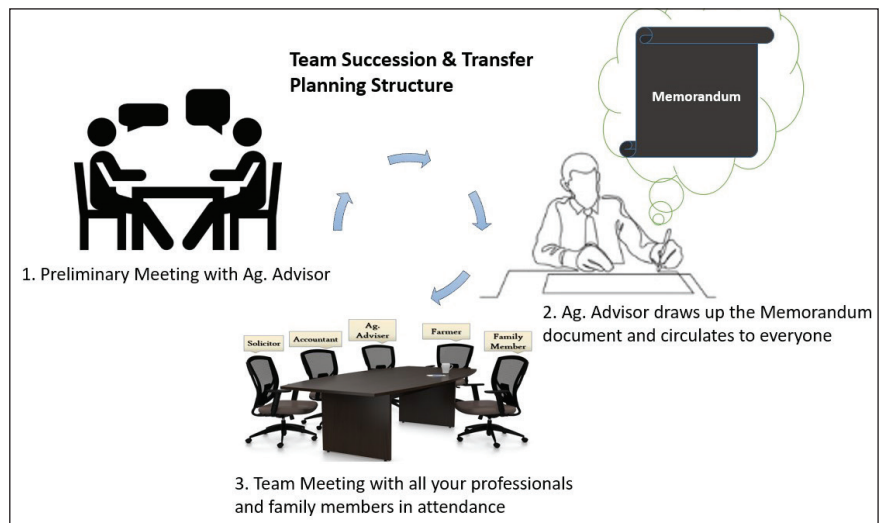 Team Succession & Transfer
Planning Structure
Memorandum
1. Preliminary Meeting with Ag. Advisor
2. Ag. Advisor draws up the Memorandum
document and circulates to everyone
Solicitor
Accountant
Ag.
Adviser
Farmer
Family
Member
3. Team Meeting with all your professionals
and family members in attendance